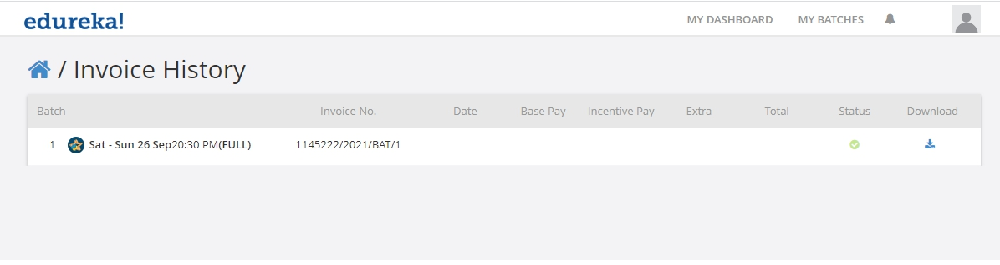 edureka!
MY DASHBOARD MY BATCHES
/ Invoice History
Batch Invoice No. Date Base Pay Incentive Pay Extra Total Status Download
1 Sat - Sun 26 Sep20:30 PM(FULL) 1145222/2021/BAT/1